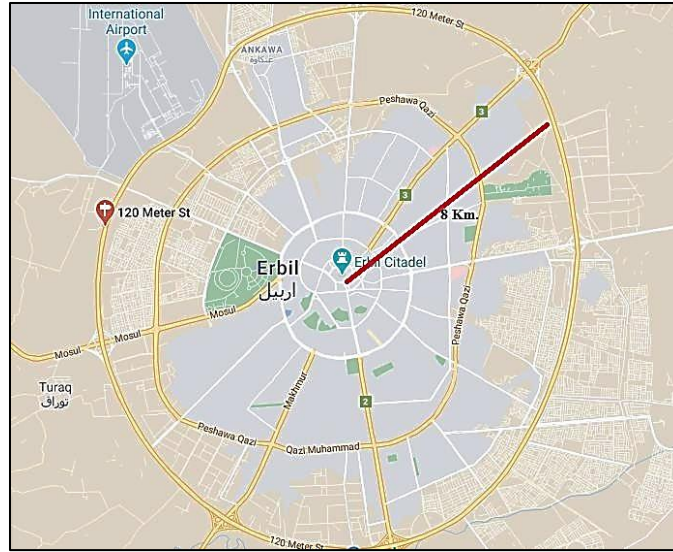 International
Airport
120 Meter St
ANKAWA
عنكاوة
Peshawa Qazi
3
3
8 Km.
120 Meter St
Erbil Citadel
Erbil
اربيل
Peshawa Qazi
Mosul
Mosul
Turaq
توراق
Makhmur
2
Peshawa Qazi
Qazi Muhammad
120 Meter St